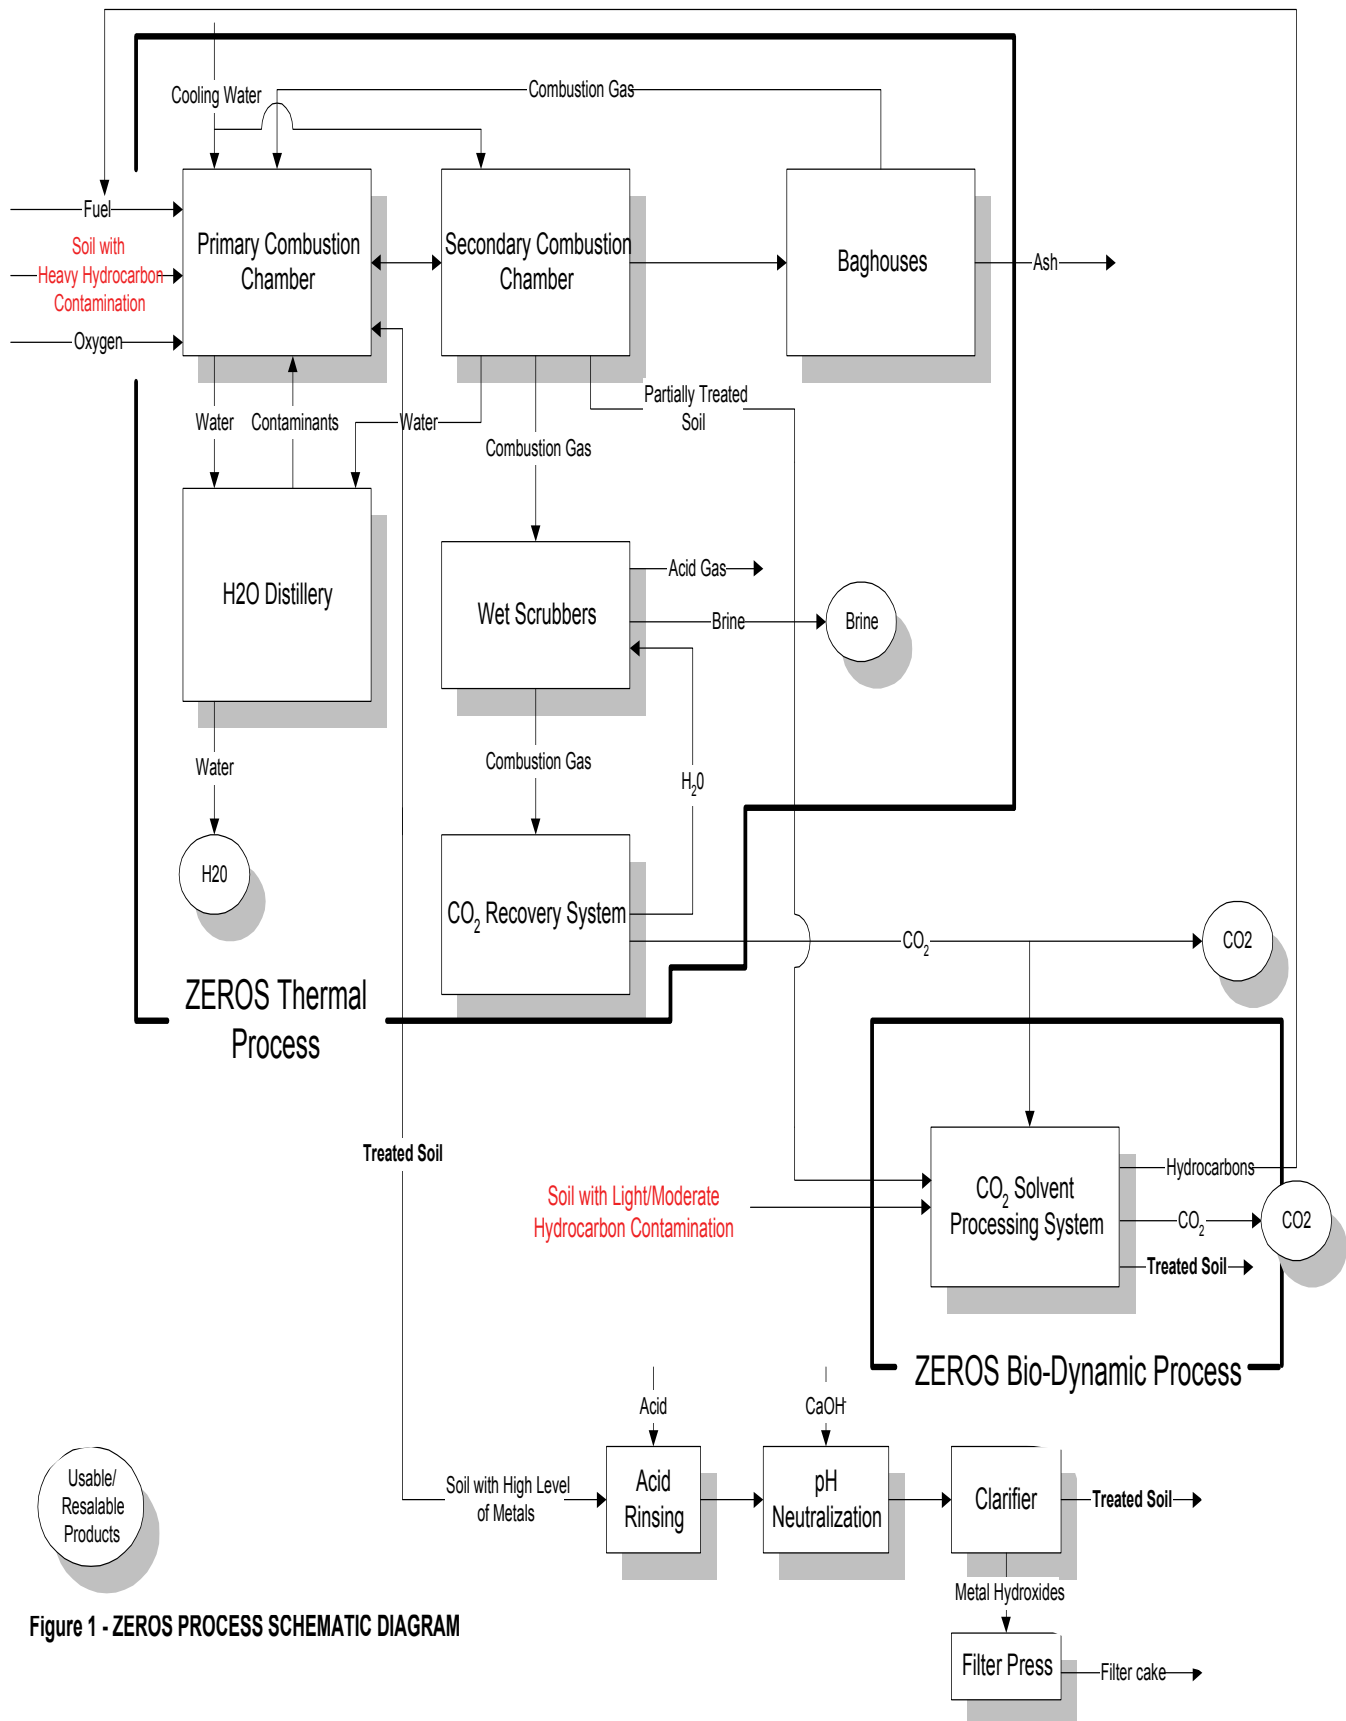 Cooling Water
Combustion Gas
Fuel
Soil with
Heavy Hydrocarbon
Contamination
Oxygen
Primary Combustion
Chamber
Secondary Combustion
Chamber
Baghouses
Ash
Water
Contaminants
Water
Combustion Gas
Partially Treated
Soil
H2O Distillery
Wet Scrubbers
Acid Gas
Brine
Brine
Water
Combustion Gas
H₂0
H20
CO₂ Recovery System
CO₂
CO2
ZEROS Thermal
Process
Treated Soil
Soil with Light/Moderate
Hydrocarbon Contamination
CO₂ Solvent
Processing System
Hydrocarbons
CO₂
CO2
Treated Soil
ZEROS Bio-Dynamic Process
Acid
CaOH
Usable/
Resalable
Products
Soil with High Level
of Metals
Acid
Rinsing
pH
Neutralization
Clarifier
Treated Soil
Metal Hydroxides
Filter Press
Filter cake
Figure 1 - ZEROS PROCESS SCHEMATIC DIAGRAM